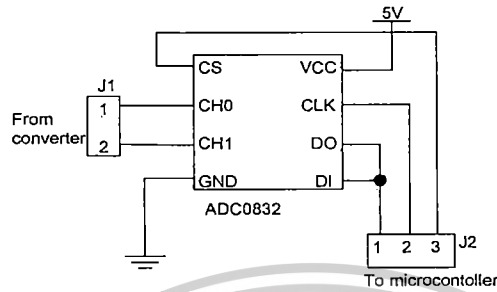 5V
J1
CS VCC
1 CH0 CLK
From
converter
2 CH1 DO
GND DI
ADC0832
1 2 3 J2
To microcontoller